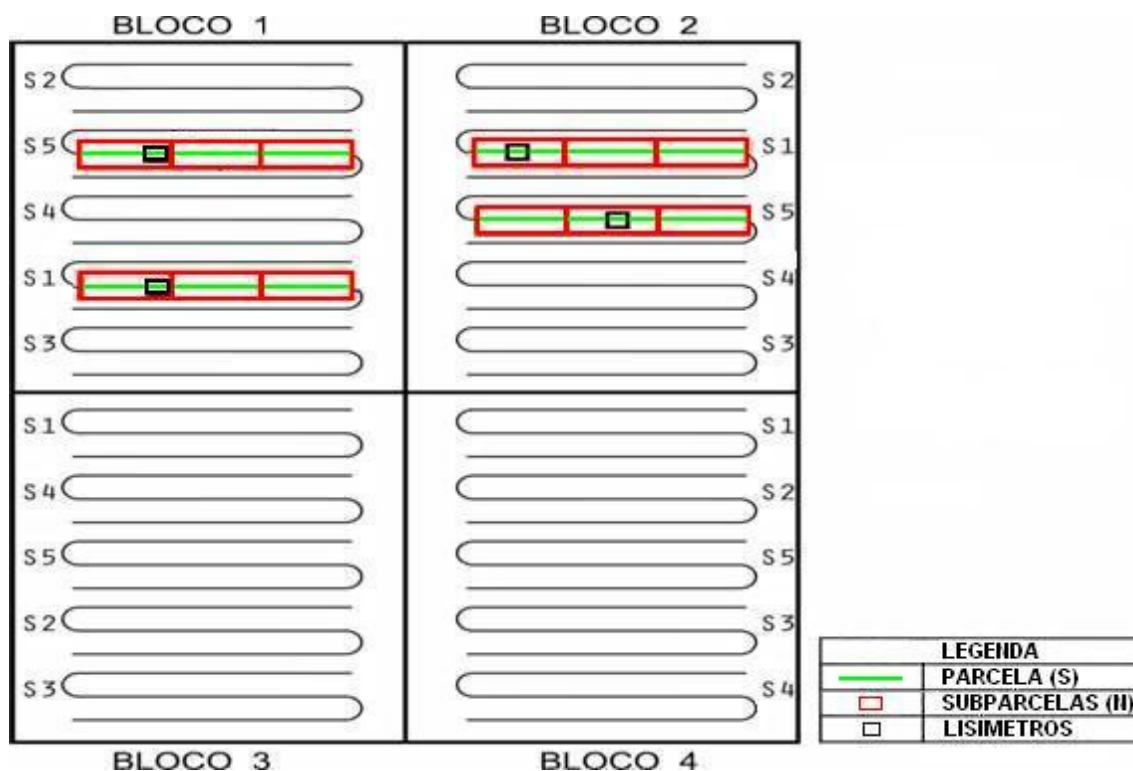 BLOCO 1
BLOCO 2
S2
S5
S4
S1
S3
S2
S1
S5
S4
S3
S1
S4
S5
S2
S3
S1
S2
S5
S3
S4
BLOCO 3
BLOCO 4
LEGENDA
PARCELA (S)
SUBPARCELAS (N)
LISIMETROS